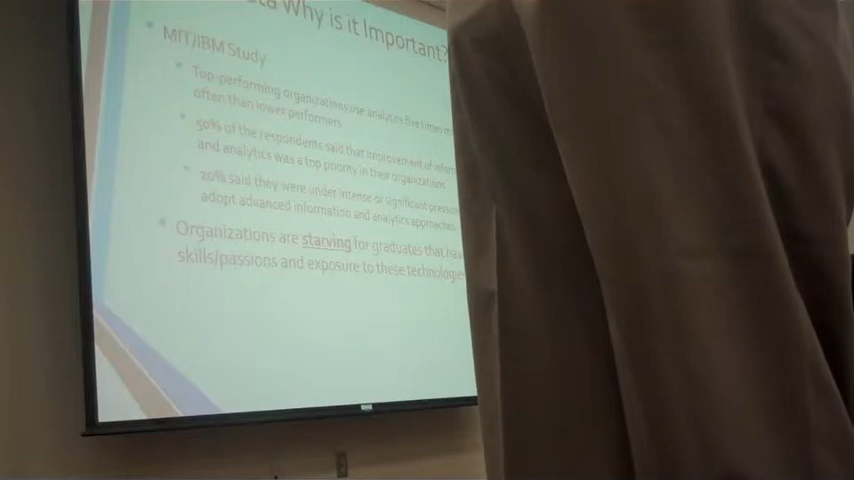 Why is it Important?
MIT/IBM Study
Top-performing organizations use analytics five times
often than lower performers.
50% of the respondents said that improvement of
and analytics was a top priority in their organizations.
20% said they were under intense or significant pressure
adopt advanced information and analytics approaches.
Organizations are starving for graduates that have
skills/passions and exposure to these technologies